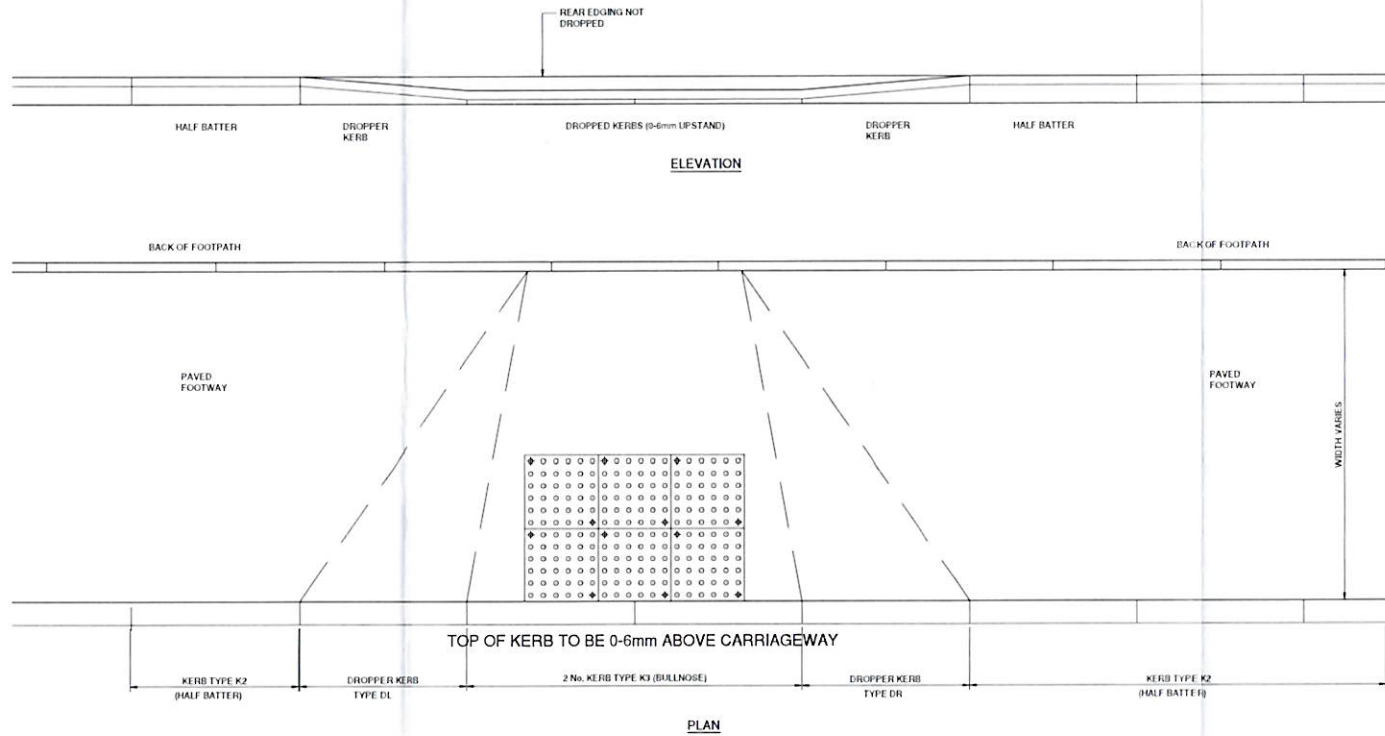 REAR EDGING NOT
DROPPED
HALF BATTER
DROPPER
KERB
DROPPED KERBS (0-6mm UPSTAND)
DROPPER
KERB
HALF BATTER
ELEVATION
BACK OF FOOTPATH
BACK OF FOOTPATH
PAVED
FOOTWAY
PAVED
FOOTWAY
WIDTH VARIES
TOP OF KERB TO BE 0-6mm ABOVE CARRIAGEWAY
KERB TYPE K2
(HALF BATTER)
DROPPER KERB
TYPE DL
2 No. KERB TYPE K3 (BULLNOSE)
DROPPER KERB
TYPE DR
KERB TYPE K2
(HALF BATTER)
PLAN